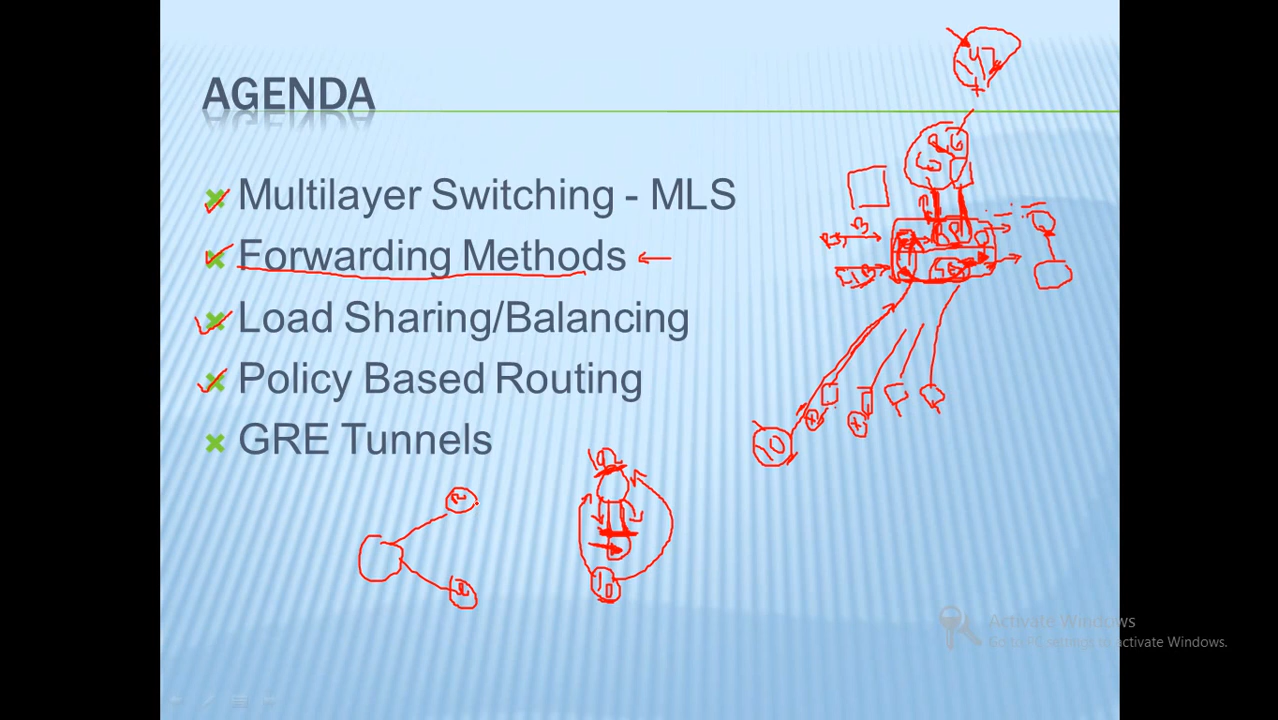 AGENDA
Multilayer Switching - MLS
Forwarding Methods
Load Sharing/Balancing
Policy Based Routing
GRE Tunnels
10
Activate Windows
Go to PC settings to activate Windows.